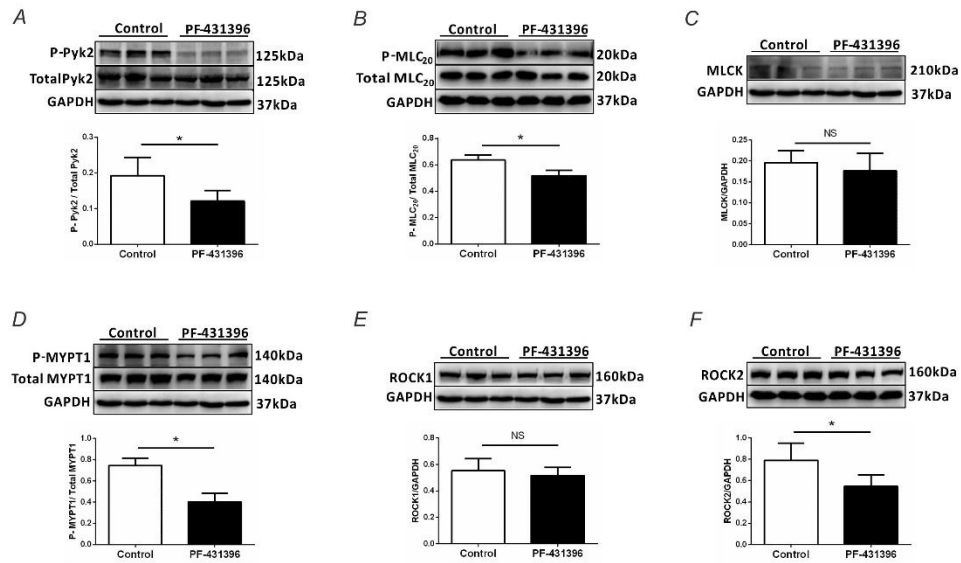 A
Control PF-431396
P-Pyk2 125kDa
TotalPyk2 125kDa
GAPDH 37kDa
P- Pyk2 / Total Pyk2
0.3
0.2
0.1
0.0
*
Control PF-431396
B
Control PF-431396
P-MLC20 20kDa
Total MLC20 20kDa
GAPDH 37kDa
P- MLC20/ Total MLC20
0.8
0.6
0.4
0.2
0.0
*
Control PF-431396
C
Control PF-431396
MLCK 210kDa
GAPDH 37kDa
MLCK/GAPDH
0.25
0.20
0.15
0.10
0.05
0.00
NS
Control PF-431396
D
Control PF-431396
P-MYPT1 140kDa
Total MYPT1 140kDa
GAPDH 37kDa
P- MYPT1/ Total MYPT1
1.0
0.8
0.6
0.4
0.2
0.0
*
Control PF-431396
E
Control PF-431396
ROCK1 160kDa
GAPDH 37kDa
ROCK1/GAPDH
1.0
0.8
0.6
0.4
0.2
0.0
NS
Control PF-431396
F
Control PF-431396
ROCK2 160kDa
GAPDH 37kDa
ROCK2/GAPDH
1.0
0.8
0.6
0.4
0.2
0.0
*
Control PF-431396